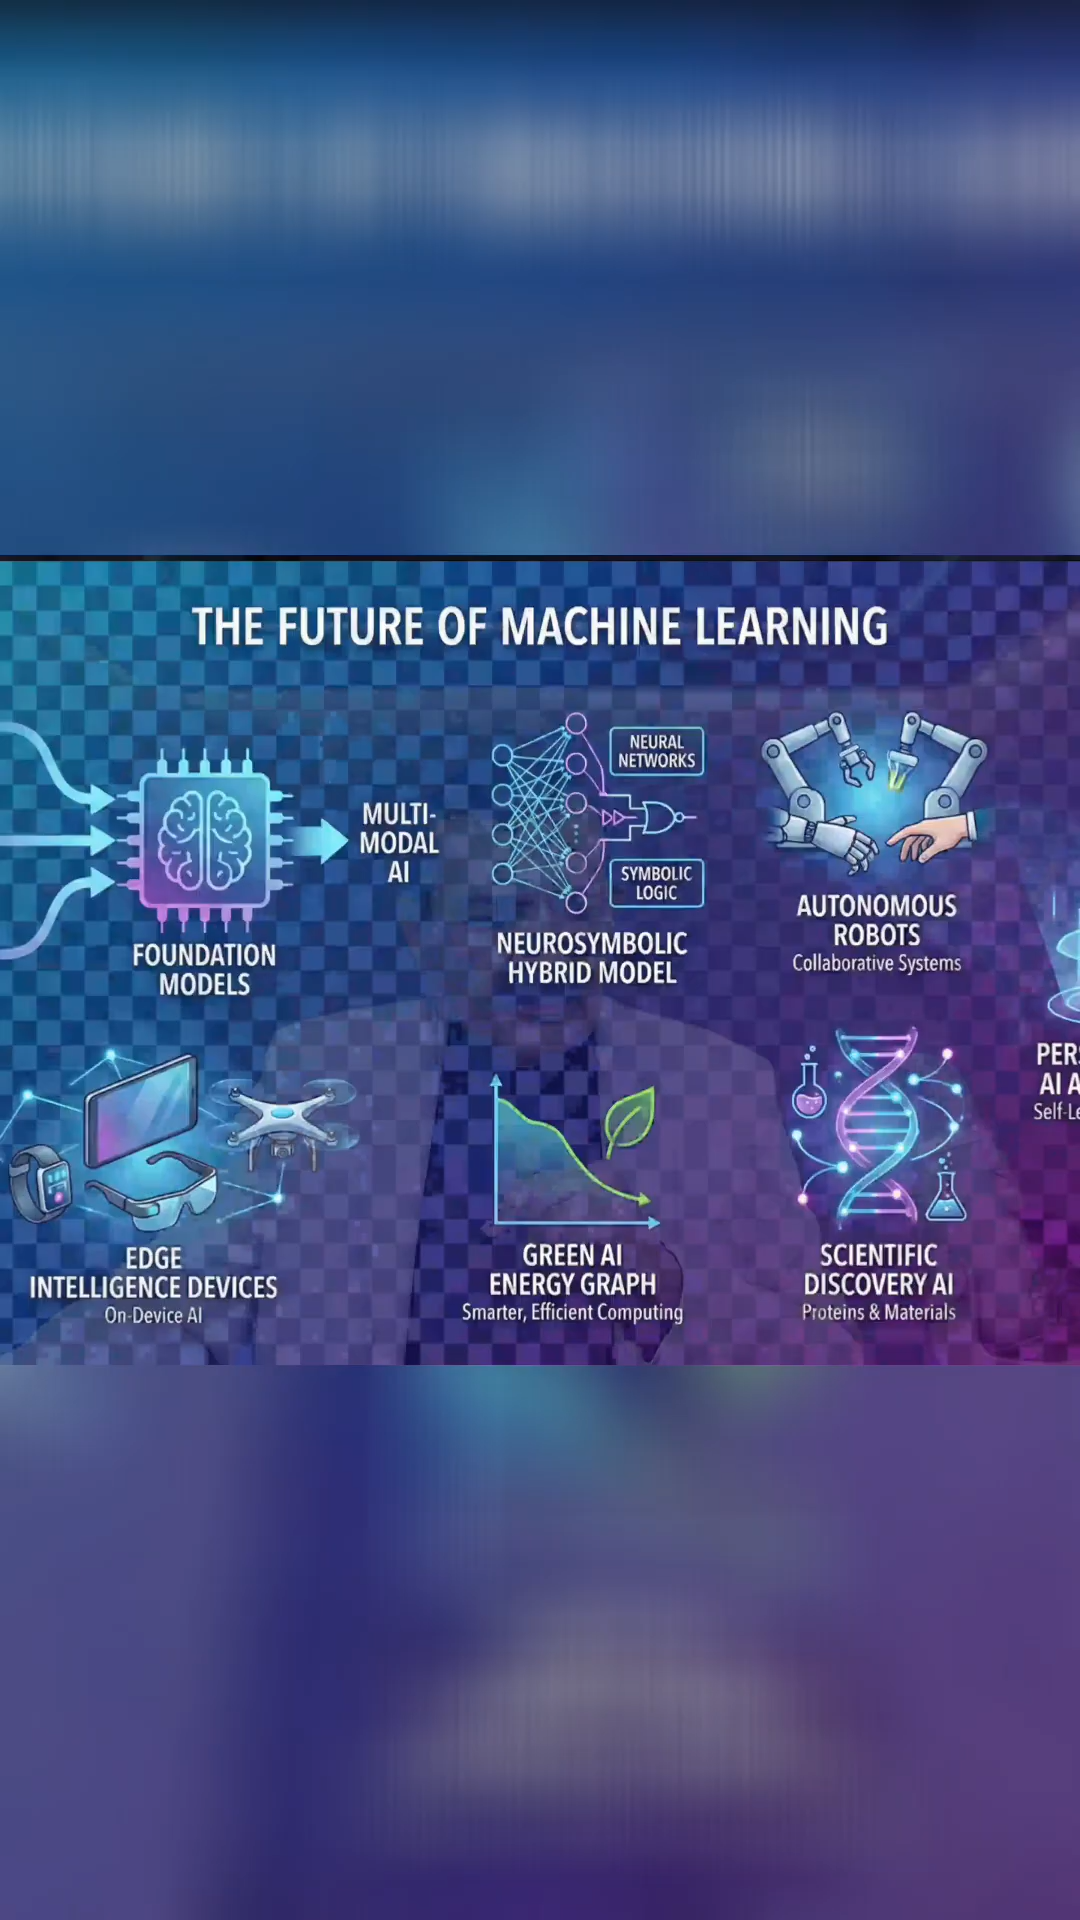 THE FUTURE OF MACHINE LEARNING
MULTI-
MODAL
AI
FOUNDATION
MODELS
NEURAL
NETWORKS
SYMBOLIC
LOGIC
NEUROSYMBOLIC
HYBRID MODEL
AUTONOMOUS
ROBOTS
Collaborative Systems
EDGE
INTELLIGENCE DEVICES
On-Device AI
GREEN AI
ENERGY GRAPH
Smarter, Efficient Computing
SCIENTIFIC
DISCOVERY AI
Proteins & Materials
AI